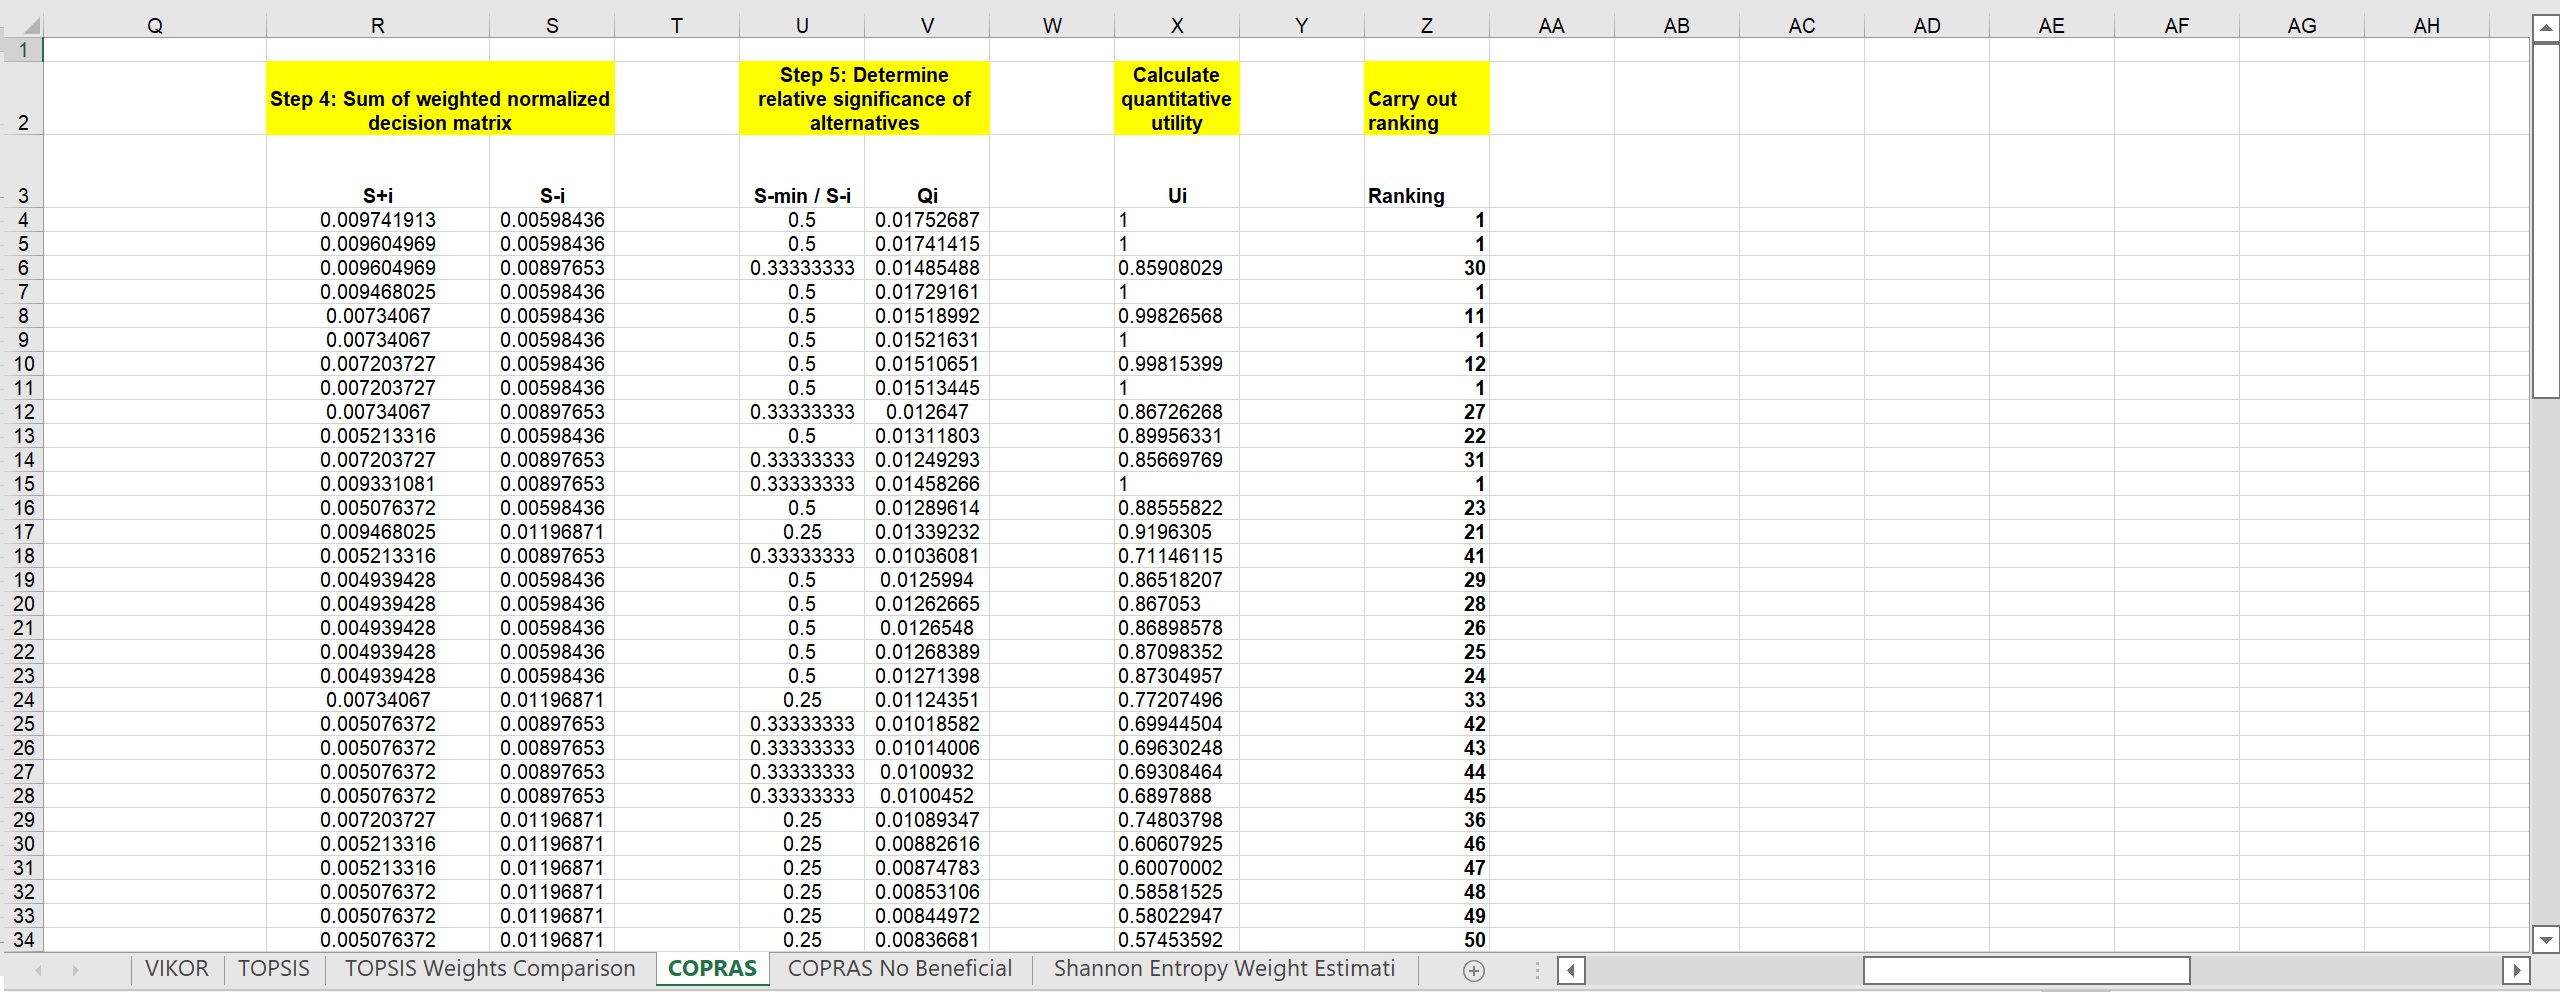 Q R S T U V W X Y Z AA AB AC AD AE AF AG AH
1
2 Step 4: Sum of weighted normalized decision matrix Step 5: Determine relative significance of alternatives Calculate quantitative utility Carry out ranking
3 S+i S-i S-min / S-i Qi Ui Ranking
4 0.009741913 0.00598436 0.5 0.01752687 1 1
5 0.009604969 0.00598436 0.5 0.01741415 1 1
6 0.009604969 0.00897653 0.33333333 0.01485488 0.85908029 30
7 0.009468025 0.00598436 0.5 0.01729161 1 1
8 0.00734067 0.00598436 0.5 0.01518992 0.99826568 11
9 0.00734067 0.00598436 0.5 0.01521631 1 1
10 0.007203727 0.00598436 0.5 0.01510651 0.99815399 12
11 0.007203727 0.00598436 0.5 0.01513445 1 1
12 0.00734067 0.00897653 0.33333333 0.012647 0.86726268 27
13 0.005213316 0.00598436 0.5 0.01311803 0.89956331 22
14 0.007203727 0.00897653 0.33333333 0.01249293 0.85669769 31
15 0.009331081 0.00897653 0.33333333 0.01458266 1 1
16 0.005076372 0.00598436 0.5 0.01289614 0.88555822 23
17 0.009468025 0.01196871 0.25 0.01339232 0.9196305 21
18 0.005213316 0.00897653 0.33333333 0.01036081 0.71146115 41
19 0.004939428 0.00598436 0.5 0.0125994 0.86518207 29
20 0.004939428 0.00598436 0.5 0.01262665 0.867053 28
21 0.004939428 0.00598436 0.5 0.0126548 0.86898578 26
22 0.004939428 0.00598436 0.5 0.01268389 0.87098352 25
23 0.004939428 0.00598436 0.5 0.01271398 0.87304957 24
24 0.00734067 0.01196871 0.25 0.01124351 0.77207496 33
25 0.005076372 0.00897653 0.33333333 0.01018582 0.69944504 42
26 0.005076372 0.00897653 0.33333333 0.01014006 0.69630248 43
27 0.005076372 0.00897653 0.33333333 0.0100932 0.69308464 44
28 0.005076372 0.00897653 0.33333333 0.0100452 0.6897888 45
29 0.007203727 0.01196871 0.25 0.01089347 0.74803798 36
30 0.005213316 0.01196871 0.25 0.00882616 0.60607925 46
31 0.005213316 0.01196871 0.25 0.00874783 0.60070002 47
32 0.005076372 0.01196871 0.25 0.00853106 0.58581525 48
33 0.005076372 0.01196871 0.25 0.00844972 0.58022947 49
34 0.005076372 0.01196871 0.25 0.00836681 0.57453592 50
VIKOR TOPSIS TOPSIS Weights Comparison COPRAS COPRAS No Beneficial Shannon Entropy Weight Estimati